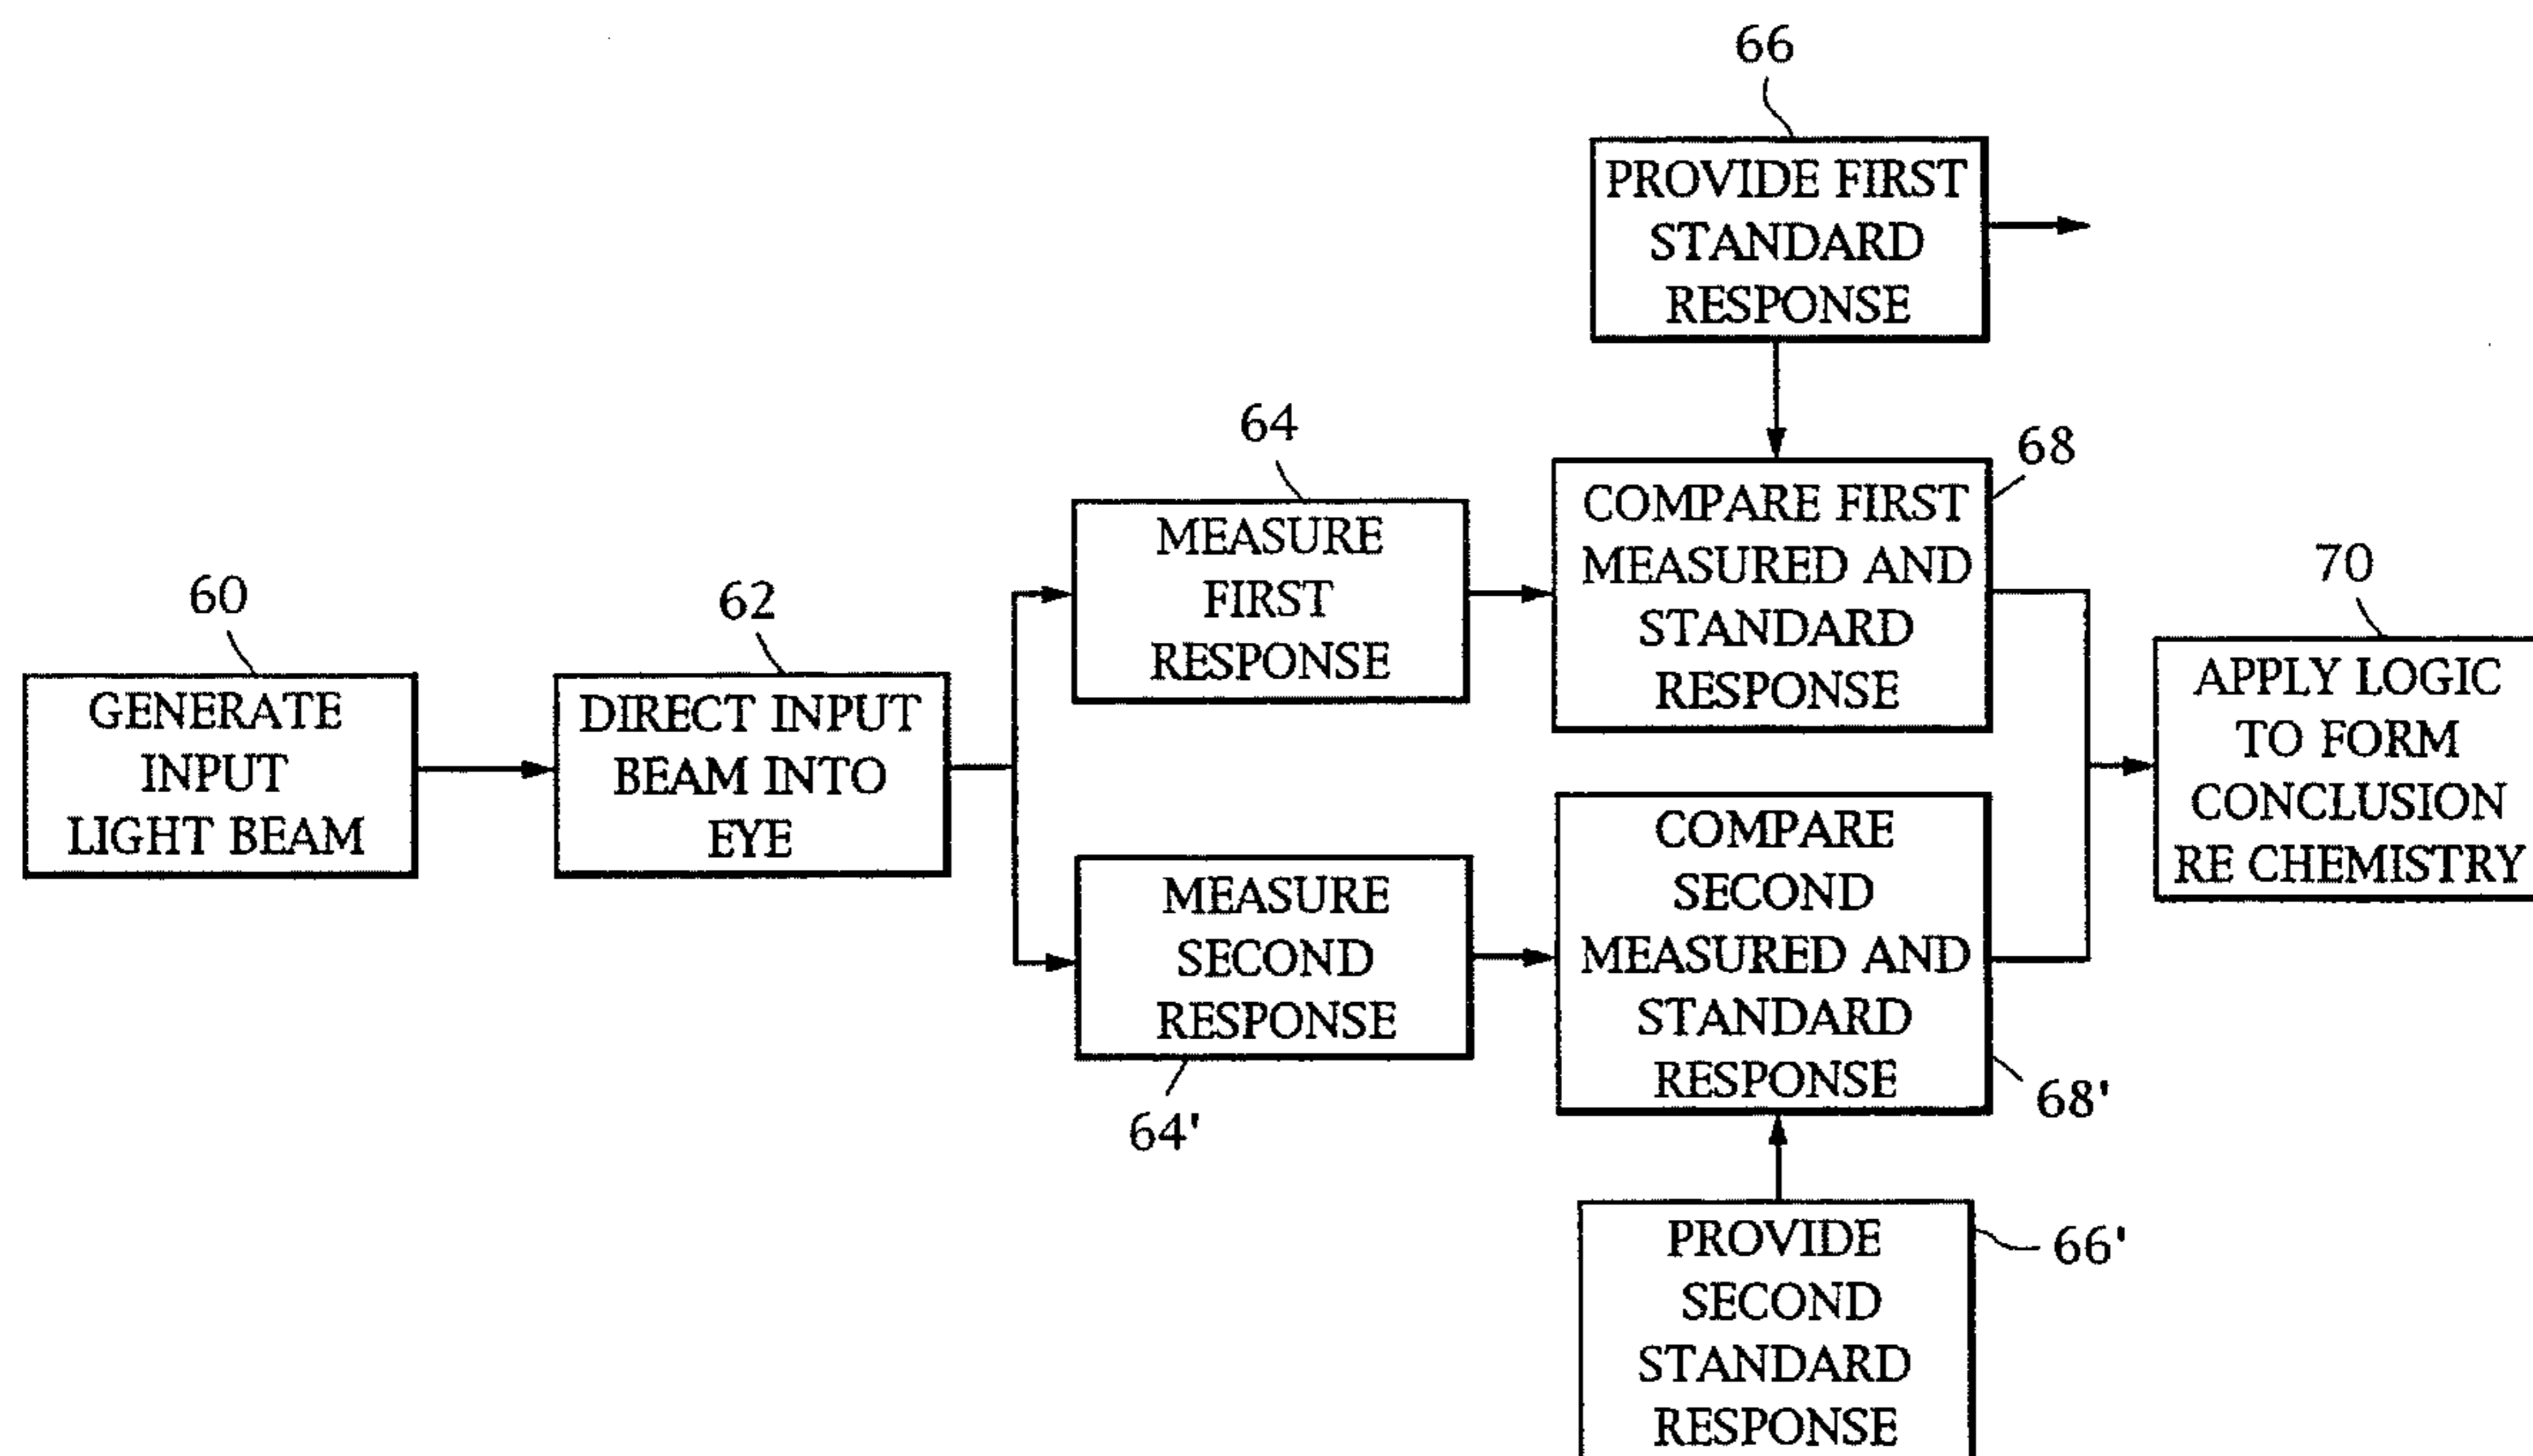 66
PROVIDE FIRST
STANDARD
RESPONSE
64
68
MEASURE
FIRST
RESPONSE
COMPARE FIRST
MEASURED AND
STANDARD
RESPONSE
60
62
70
GENERATE
INPUT
LIGHT BEAM
DIRECT INPUT
BEAM INTO
EYE
APPLY LOGIC
TO FORM
CONCLUSION
RE CHEMISTRY
MEASURE
SECOND
RESPONSE
64'
COMPARE
SECOND
MEASURED AND
STANDARD
RESPONSE
68'
PROVIDE
SECOND
STANDARD
RESPONSE
66'